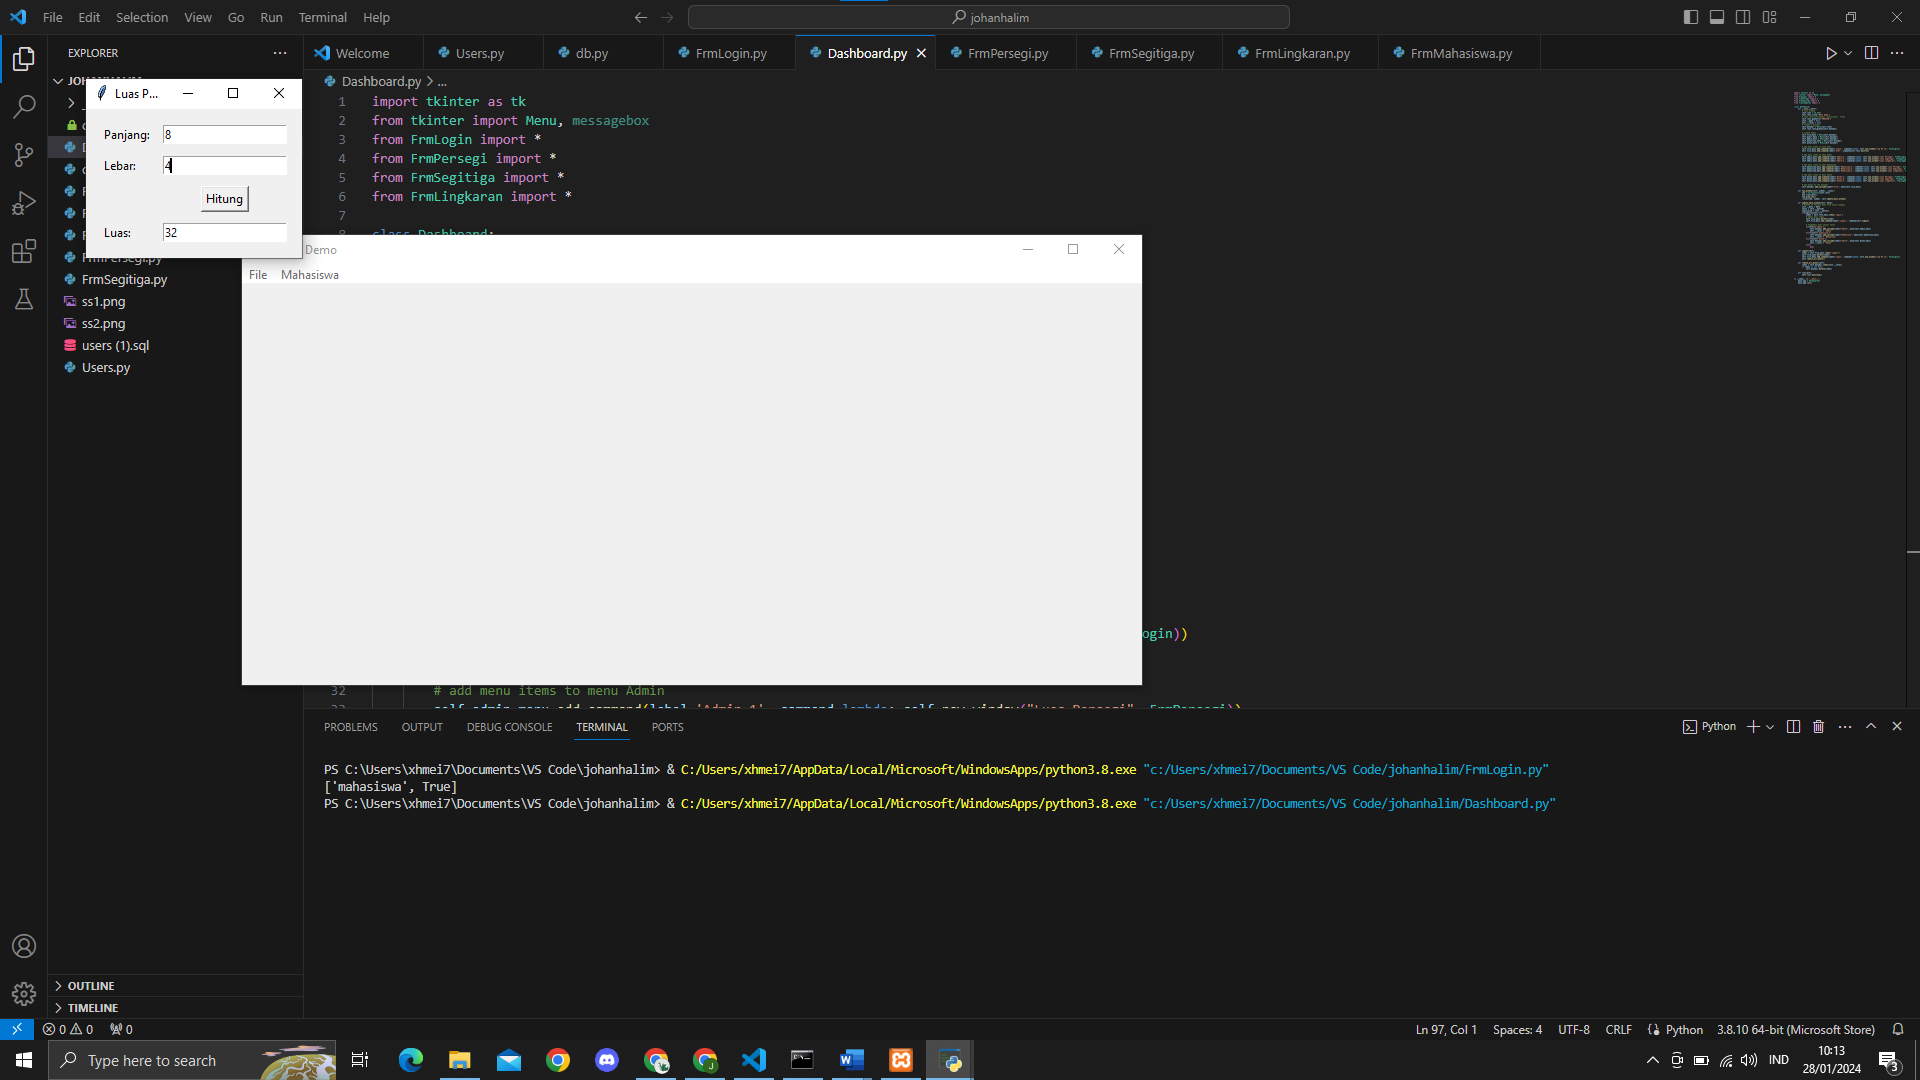 File Edit Selection View Go Run Terminal Help
johanhalim
EXPLORER
Welcome
Users.py
db.py
FrmLogin.py
Dashboard.py
FrmPersegi.py
FrmSegitiga.py
FrmLingkaran.py
FrmMahasiswa.py
Dashboard.py > ...
Luas P...
Panjang: 8
Lebar: 4
Hitung
Luas: 32
FrmSegitiga.py
ss1.png
ss2.png
users (1).sql
Users.py
OUTLINE
TIMELINE
1 import tkinter as tk
2 from tkinter import Menu, messagebox
3 from FrmLogin import *
4 from FrmPersegi import *
5 from FrmSegitiga import *
6 from FrmLingkaran import *
7
8 class Dashboard:
Demo
File Mahasiswa
ogin))
32 # add menu items to menu Admin
PROBLEMS OUTPUT DEBUG CONSOLE TERMINAL PORTS
Python
PS C:\Users\xhmei7\Documents\VS Code\johanhalim> & C:/Users/xhmei7/AppData/Local/Microsoft/WindowsApps/python3.8.exe "c:/Users/xhmei7/Documents/VS Code/johanhalim/FrmLogin.py"
['mahasiswa', True]
PS C:\Users\xhmei7\Documents\VS Code\johanhalim> & C:/Users/xhmei7/AppData/Local/Microsoft/WindowsApps/python3.8.exe "c:/Users/xhmei7/Documents/VS Code/johanhalim/Dashboard.py"
0 0 0
Ln 97, Col 1 Spaces: 4 UTF-8 CRLF Python 3.8.10 64-bit (Microsoft Store)
Type here to search
IND
10:13
28/01/2024
3